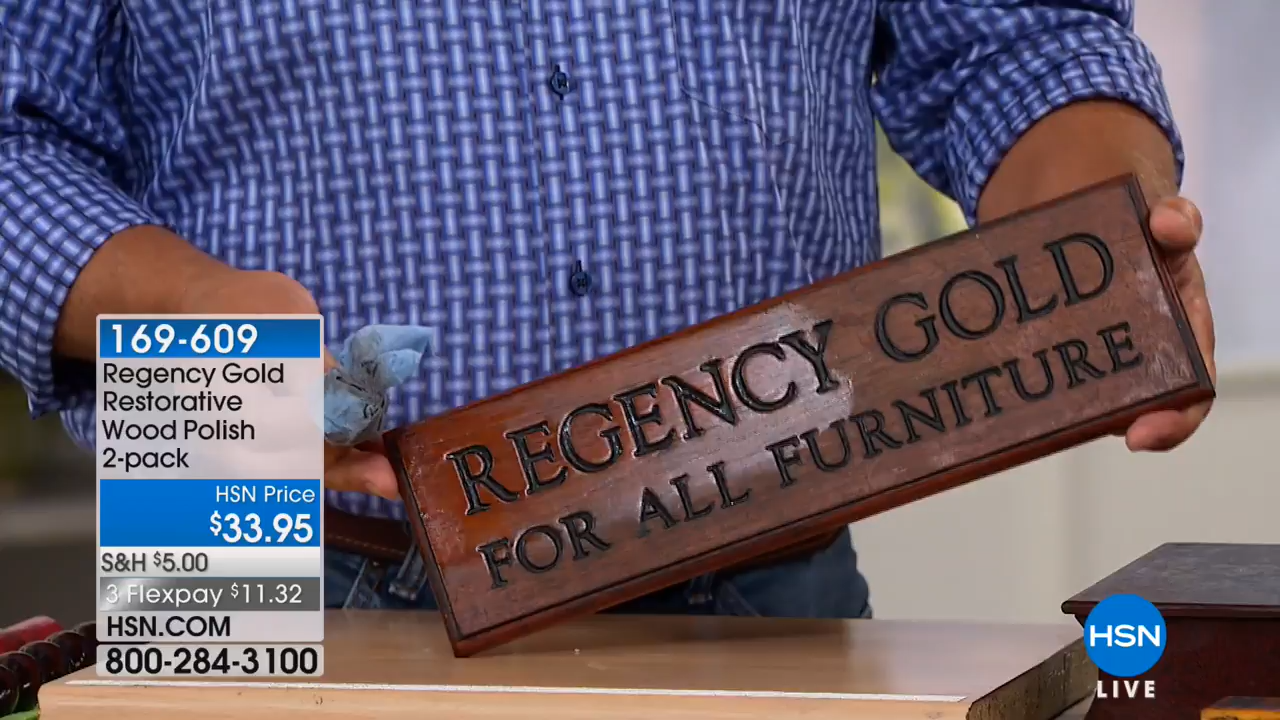 169-609
Regency Gold
Restorative
Wood Polish
2-pack
HSN Price
$33.95
S&H $5.00
3 Flexpay $11.32
HSN.COM
800-284-3100
REGENCY GOLD
FOR ALL FURNITURE
HSN
LIVE